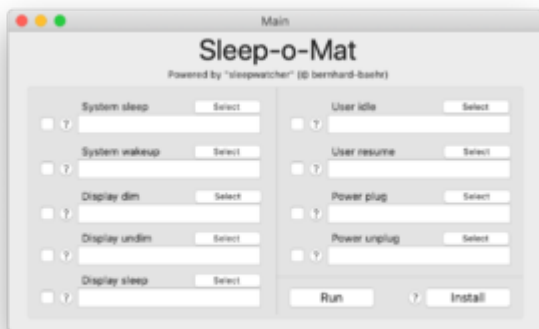 Main
Sleep-o-Mat
Powered by "sleepwatcher" (© bernhard-baehr)
System sleep Select
?
System wakeup Select
?
Display dim Select
?
Display undim Select
?
Display sleep Select
?
User idle Select
?
User resume Select
?
Power plug Select
?
Power unplug Select
?
Run ? Install